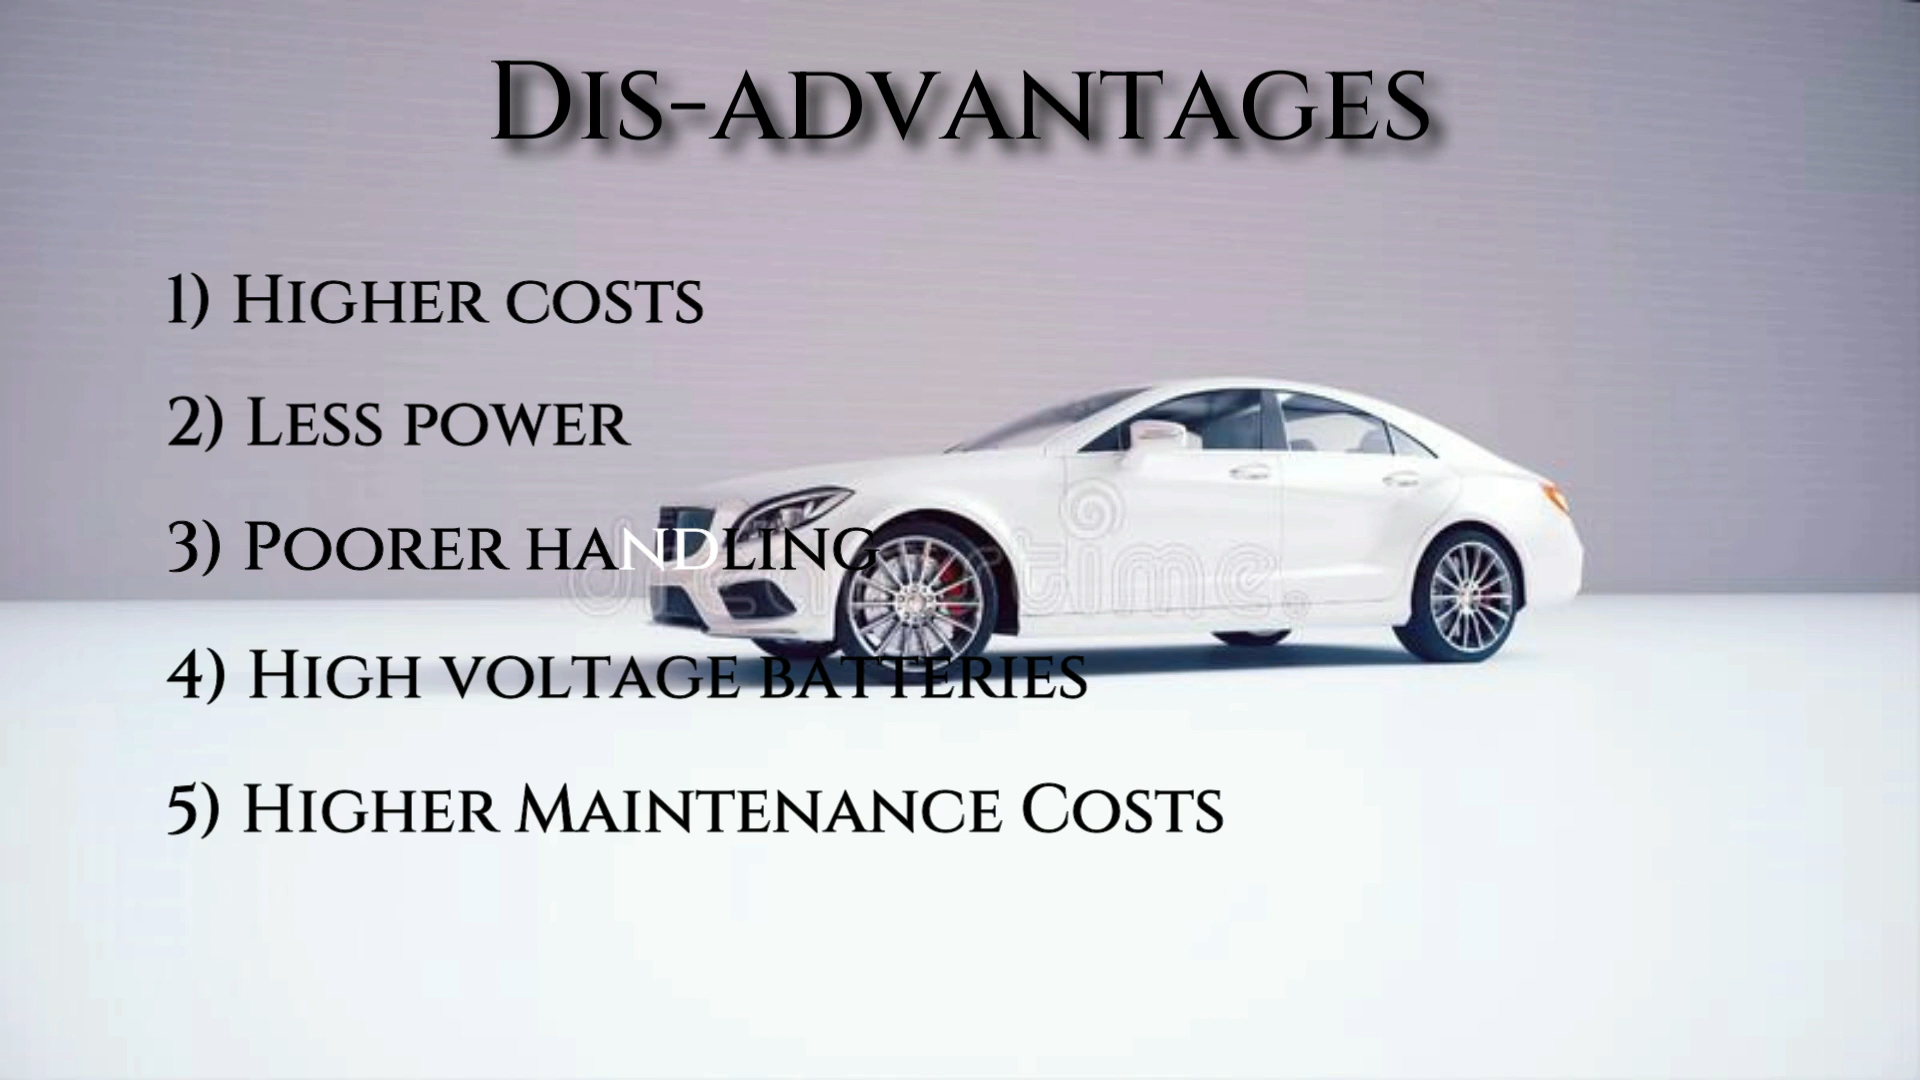 Dis-advantages
1) Higher costs
2) Less power
3) Poorer handling
4) High voltage batteries
5) Higher Maintenance Costs
dreamstime.